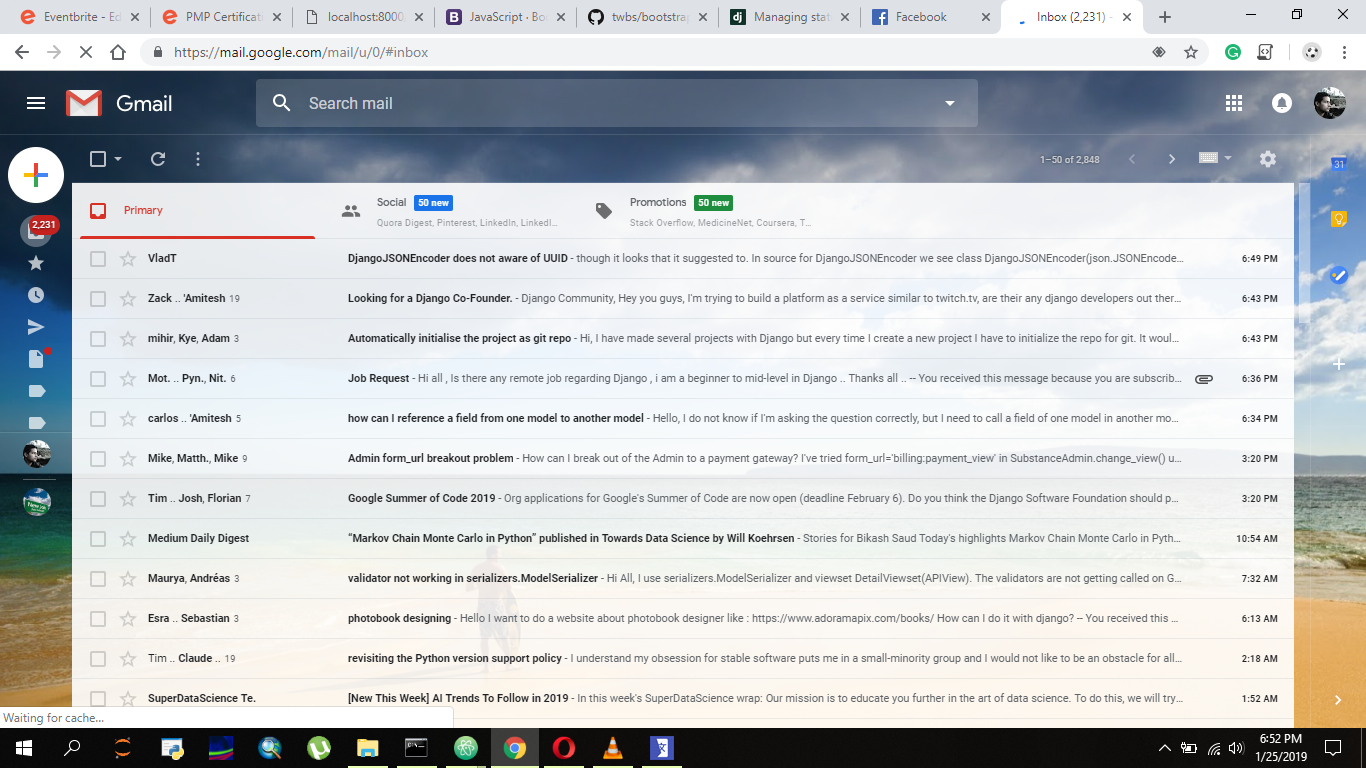 Eventbrite - Ed
PMP Certificat
localhost:8000
JavaScript · Bo
twbs/bootstra
Managing stat
Facebook
Inbox (2,231) -
https://mail.google.com/mail/u/0/#inbox
Gmail
Search mail
1–50 of 2,848
31
Primary
Social 50 new
Quora Digest, Pinterest, LinkedIn, LinkedI...
Promotions 50 new
Stack Overflow, MedicineNet, Coursera, T...
2,231
VladT DjangoJSONEncoder does not aware of UUID - though it looks that it suggested to. In source for DjangoJSONEncoder we see class DjangoJSONEncoder(json.JSONEncode... 6:49 PM
Zack .. 'Amitesh 19 Looking for a Django Co-Founder. - Django Community, Hey you guys, I'm trying to build a platform as a service similar to twitch.tv, are their any django developers out ther... 6:43 PM
mihir, Kye, Adam 3 Automatically initialise the project as git repo - Hi, I have made several projects with Django but every time I create a new project I have to initialize the repo for git. It woul... 6:43 PM
Mot. .. Pyn., Nit. 6 Job Request - Hi all , Is there any remote job regarding Django , i am a beginner to mid-level in Django .. Thanks all .. -- You received this message because you are subscrib... 6:36 PM
carlos .. 'Amitesh 5 how can I reference a field from one model to another model - Hello, I do not know if I'm asking the question correctly, but I need to call a field of one model in another mo... 6:34 PM
Mike, Matth., Mike 9 Admin form_url breakout problem - How can I break out of the Admin to a payment gateway? I've tried form_url='billing:payment_view' in SubstanceAdmin.change_view() u... 3:20 PM
Tim .. Josh, Florian 7 Google Summer of Code 2019 - Org applications for Google's Summer of Code are now open (deadline February 6). Do you think the Django Software Foundation should p... 3:20 PM
Medium Daily Digest “Markov Chain Monte Carlo in Python” published in Towards Data Science by Will Koehrsen - Stories for Bikash Saud Today's highlights Markov Chain Monte Carlo in Pyth... 10:54 AM
Maurya, Andréas 3 validator not working in serializers.ModelSerializer - Hi All, I use serializers.ModelSerializer and viewset DetailViewset(APIView). The validators are not getting called on G... 7:32 AM
Esra .. Sebastian 3 photobook designing - Hello I want to do a website about photobook designer like : https://www.adoramapix.com/books/ How can I do it with django? -- You received this ... 6:13 AM
Tim .. Claude .. 19 revisiting the Python version support policy - I understand my obsession for stable software puts me in a small-minority group and I would not like to be an obstacle for all... 2:18 AM
SuperDataScience Te. [New This Week] AI Trends To Follow in 2019 - In this week's SuperDataScience wrap: Our mission is to educate you further in the art of data science. To do this, we will try... 1:52 AM
Waiting for cache...
6:52 PM
1/25/2019